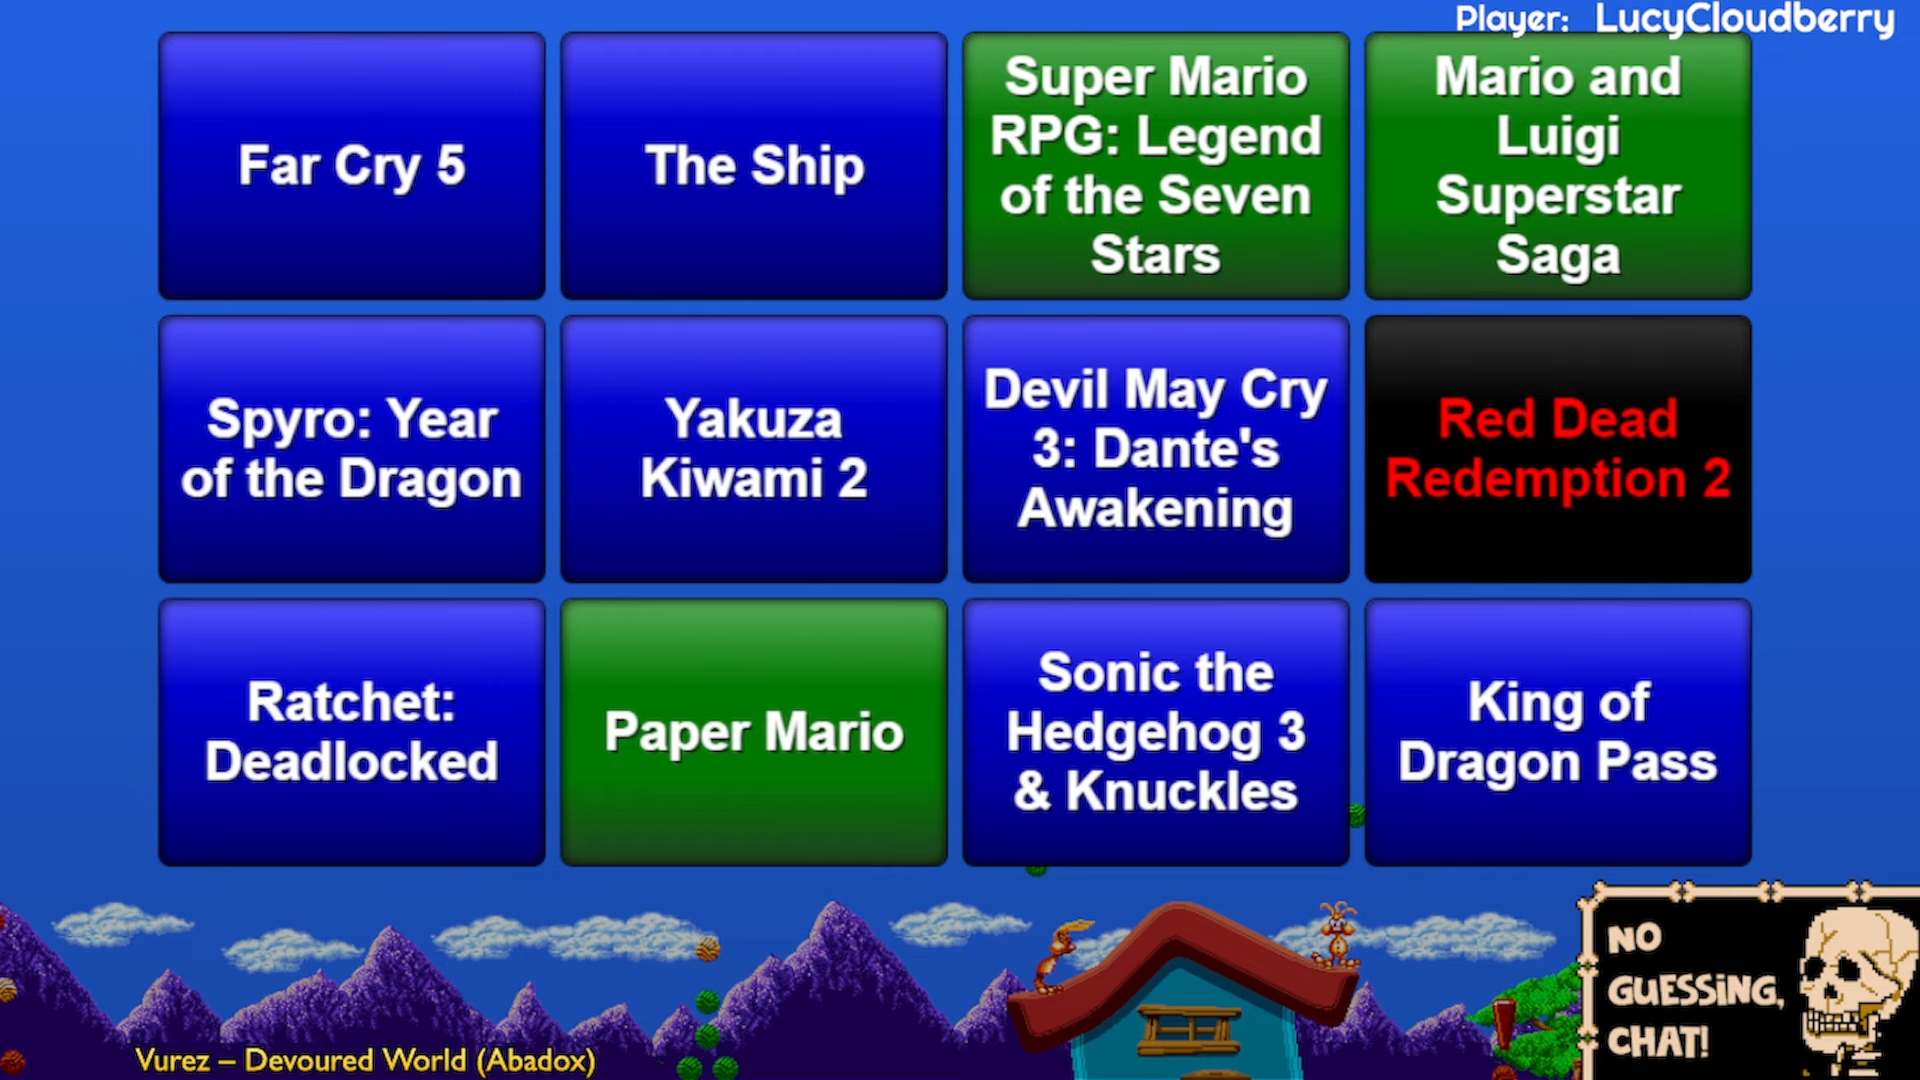 Player: LucyCloudberry
Far Cry 5
The Ship
Super Mario
RPG: Legend
of the Seven
Stars
Mario and
Luigi
Superstar
Saga
Spyro: Year
of the Dragon
Yakuza
Kiwami 2
Devil May Cry
3: Dante's
Awakening
Red Dead
Redemption 2
Ratchet:
Deadlocked
Paper Mario
Sonic the
Hedgehog 3
& Knuckles
King of
Dragon Pass
NO
GUESSING,
CHAT!
Vurez – Devoured World (Abadox)